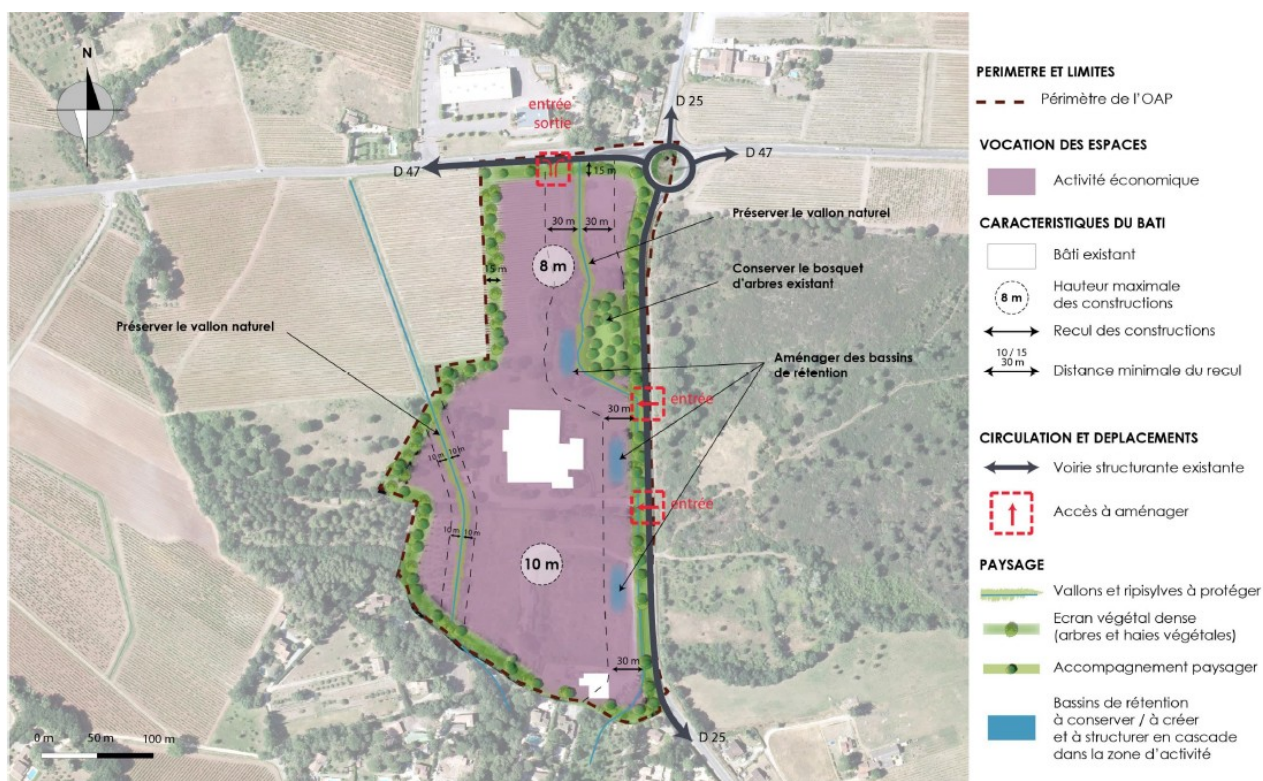 N
entrée
sortie
D 25
D 47
D 47
15 m
30 m
30 m
Préserver le vallon naturel
8 m
15 m
Conserver le bosquet
d'arbres existant
Préserver le vallon naturel
Aménager des bassins
de rétention
entrée
30 m
10 m
10 m
entrée
10 m
10 m
10 m
30 m
D 25
0 m
50 m
100 m
PERIMETRE ET LIMITES
Périmètre de l'OAP
VOCATION DES ESPACES
Activité économique
CARACTERISTIQUES DU BATI
Bâti existant
8 m
Hauteur maximale
des constructions
Recul des constructions
10 / 15
30 m
Distance minimale du recul
CIRCULATION ET DEPLACEMENTS
Voirie structurante existante
Accès à aménager
PAYSAGE
Vallons et ripisylves à protéger
Ecran végétal dense
(arbres et haies végétales)
Accompagnement paysager
Bassins de rétention
à conserver / à créer
et à structurer en cascade
dans la zone d'activité